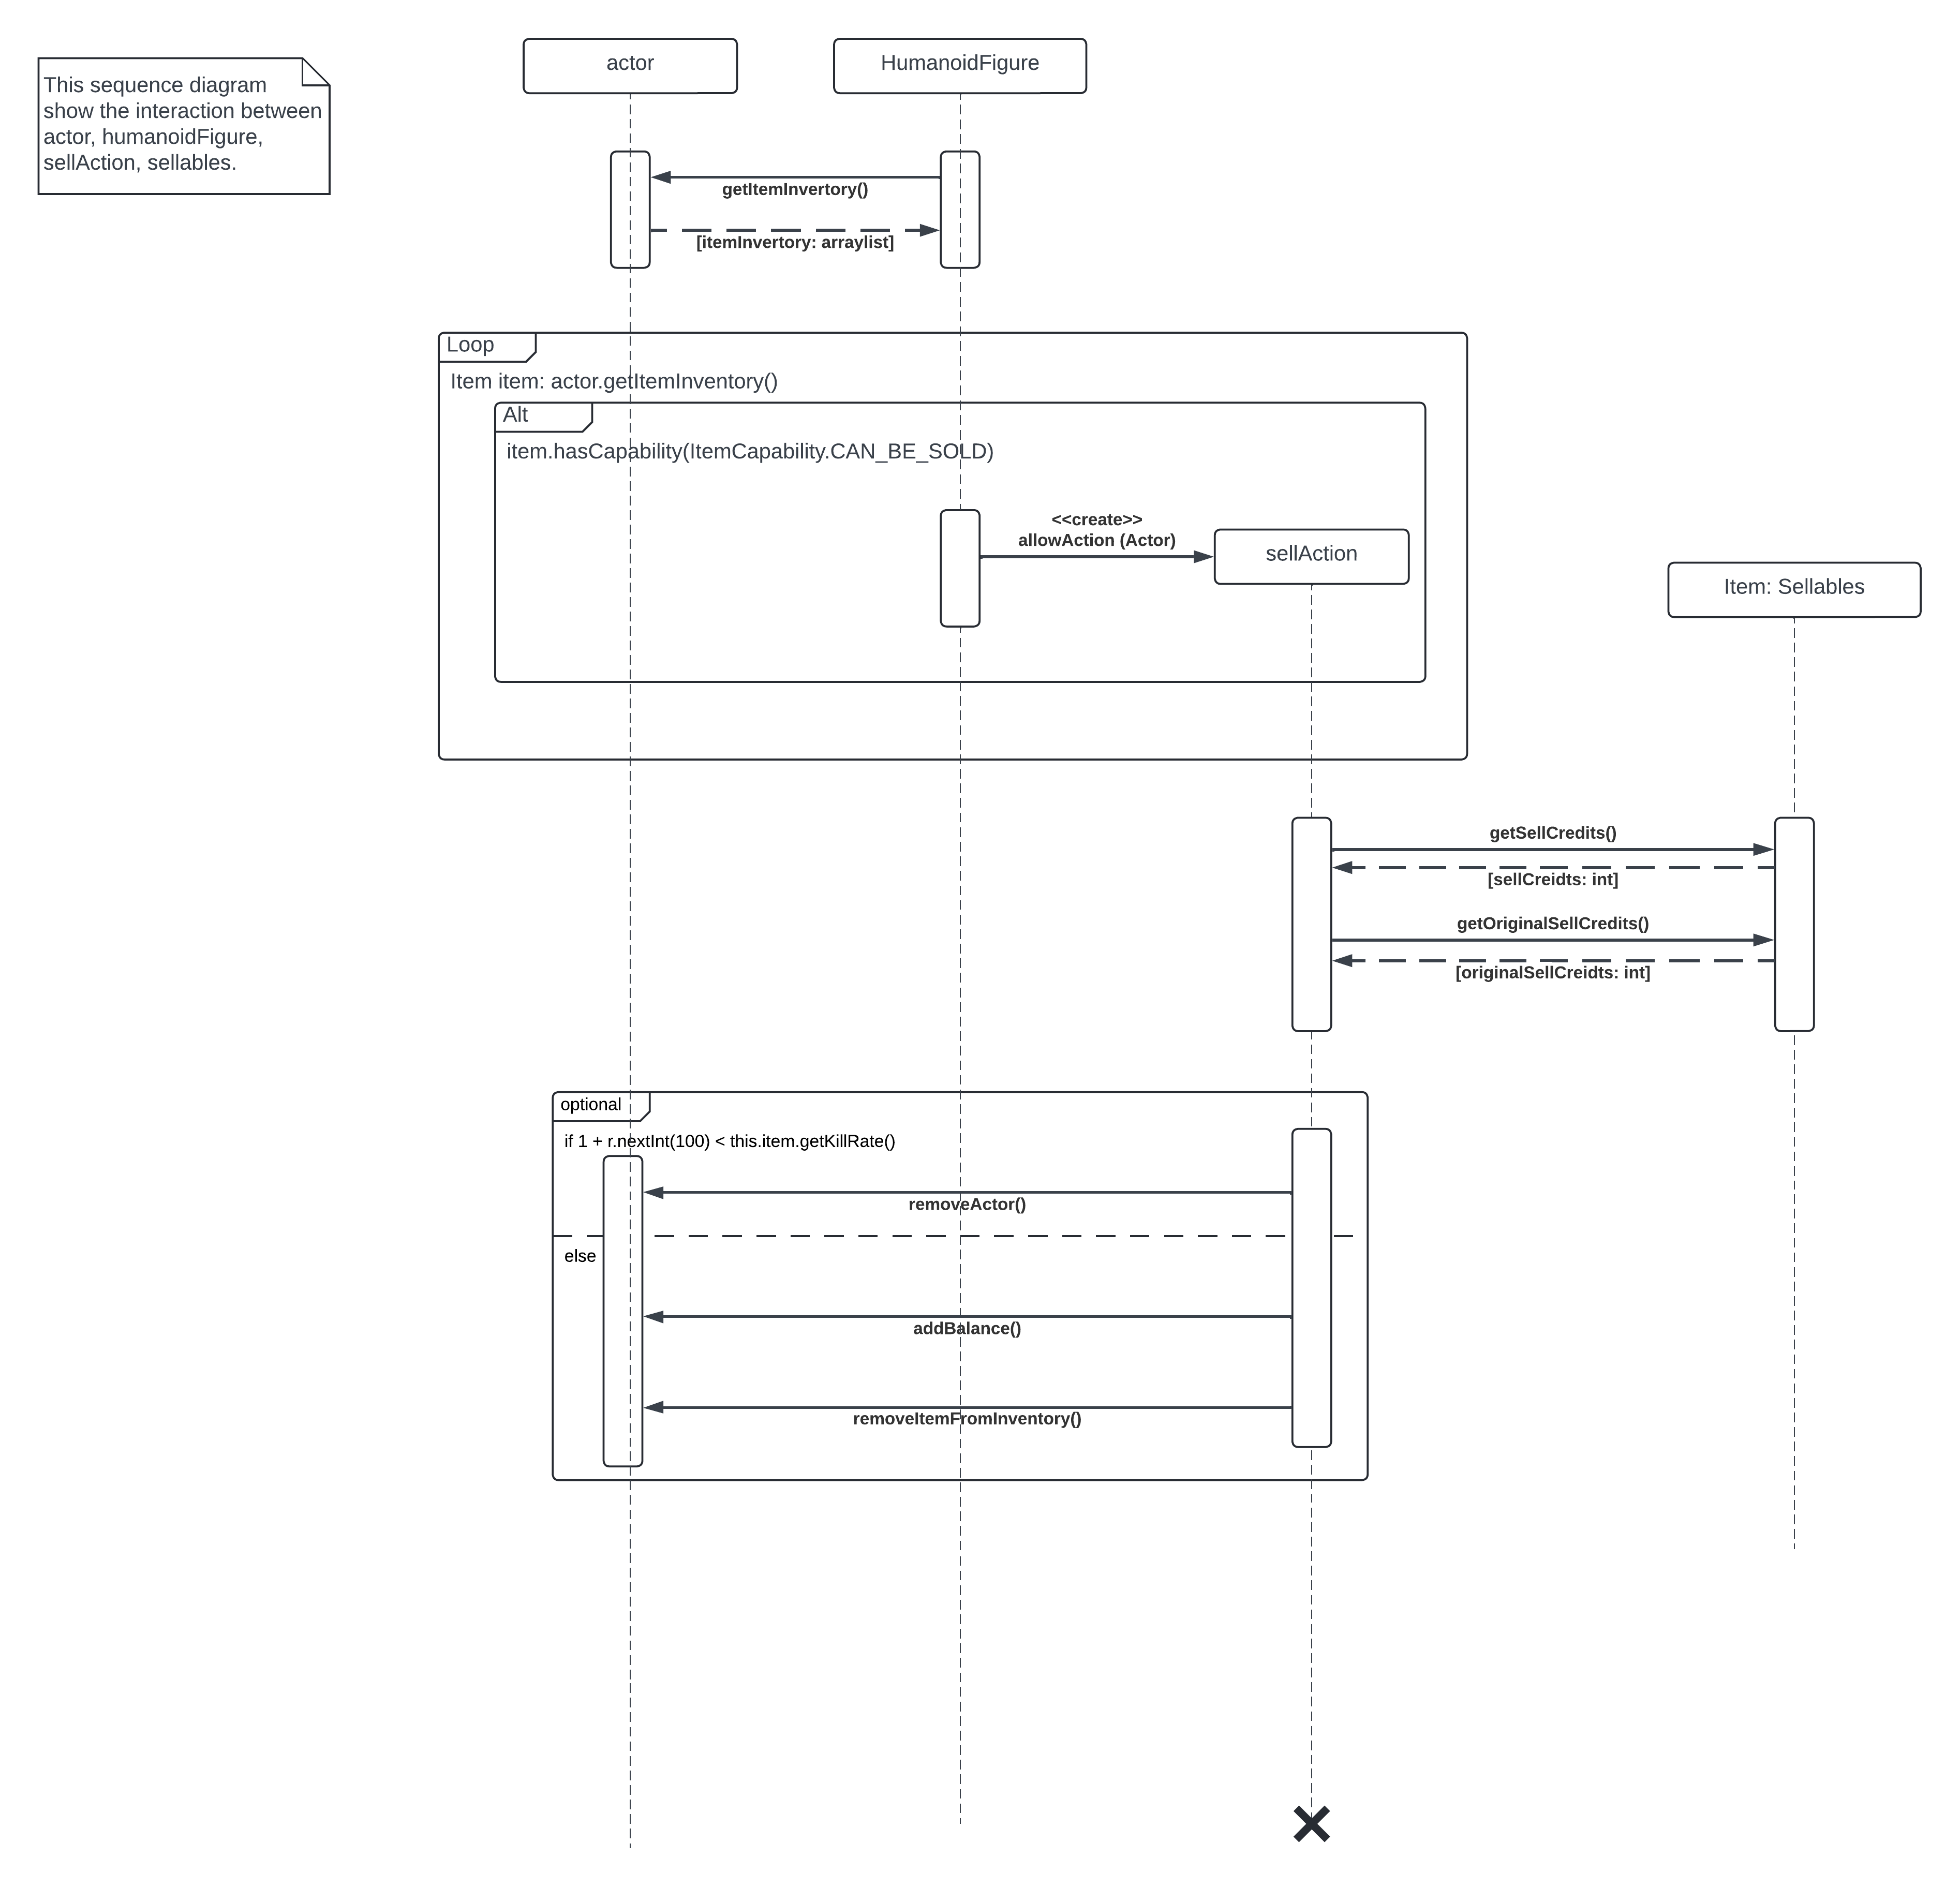 actor
HumanoidFigure
This sequence diagram
show the interaction between
actor, humanoidFigure,
sellAction, sellables.
getItemInvertory()
[itemInvertory: arraylist]
Loop
Item item: actor.getItemInventory()
Alt
item.hasCapability(ItemCapability.CAN_BE_SOLD)
<<create>>
allowAction (Actor)
sellAction
Item: Sellables
getSellCredits()
[sellCreidts: int]
getOriginalSellCredits()
[originalSellCreidts: int]
optional
if 1 + r.nextInt(100) < this.item.getKillRate()
removeActor()
else
addBalance()
removeItemFromInventory()